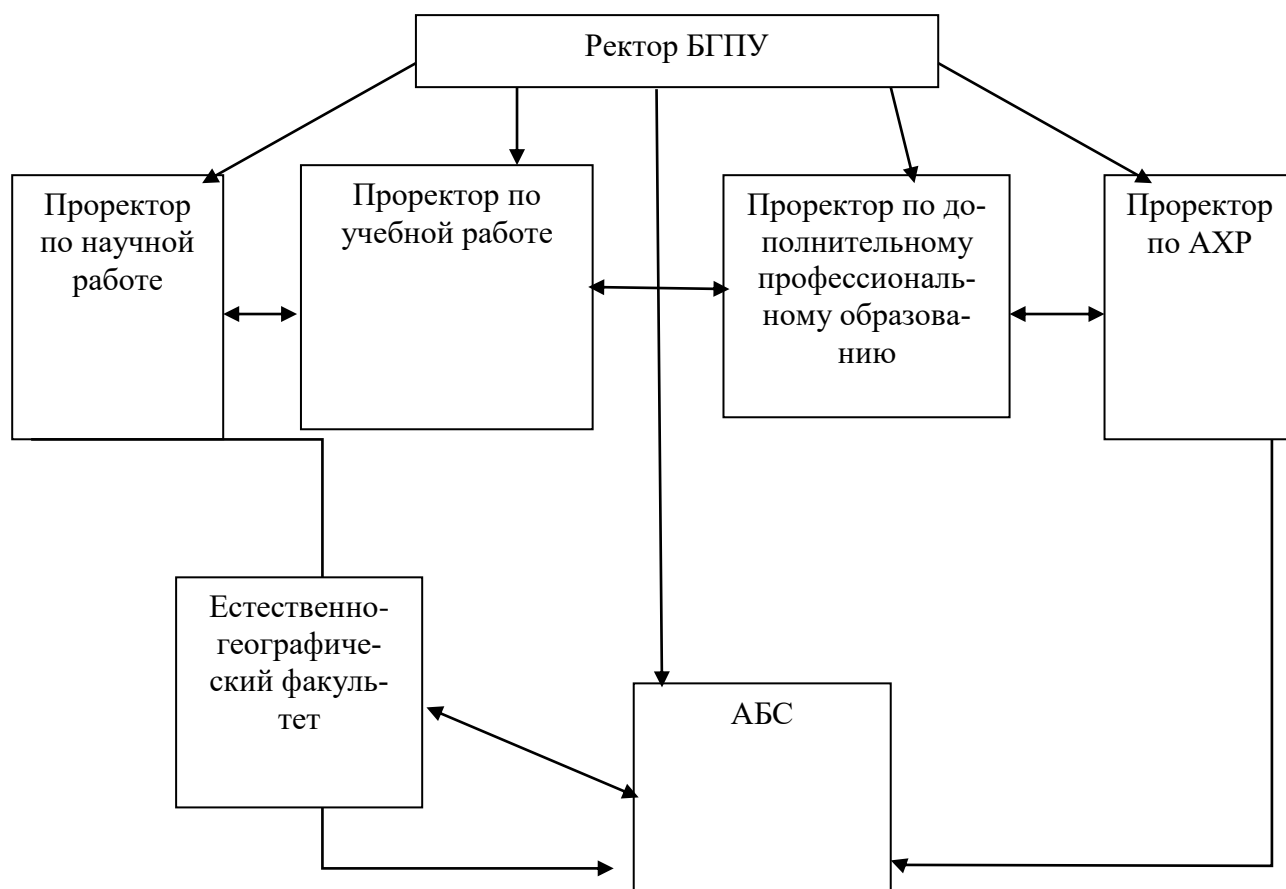 Ректор БГПУ
Проректор
по научной
работе
Проректор по
учебной работе
Проректор по до-
полнительному
профессиональ-
ному образова-
нию
Проректор
по АХР
Естественно-
географиче-
ский факуль-
тет
АБС